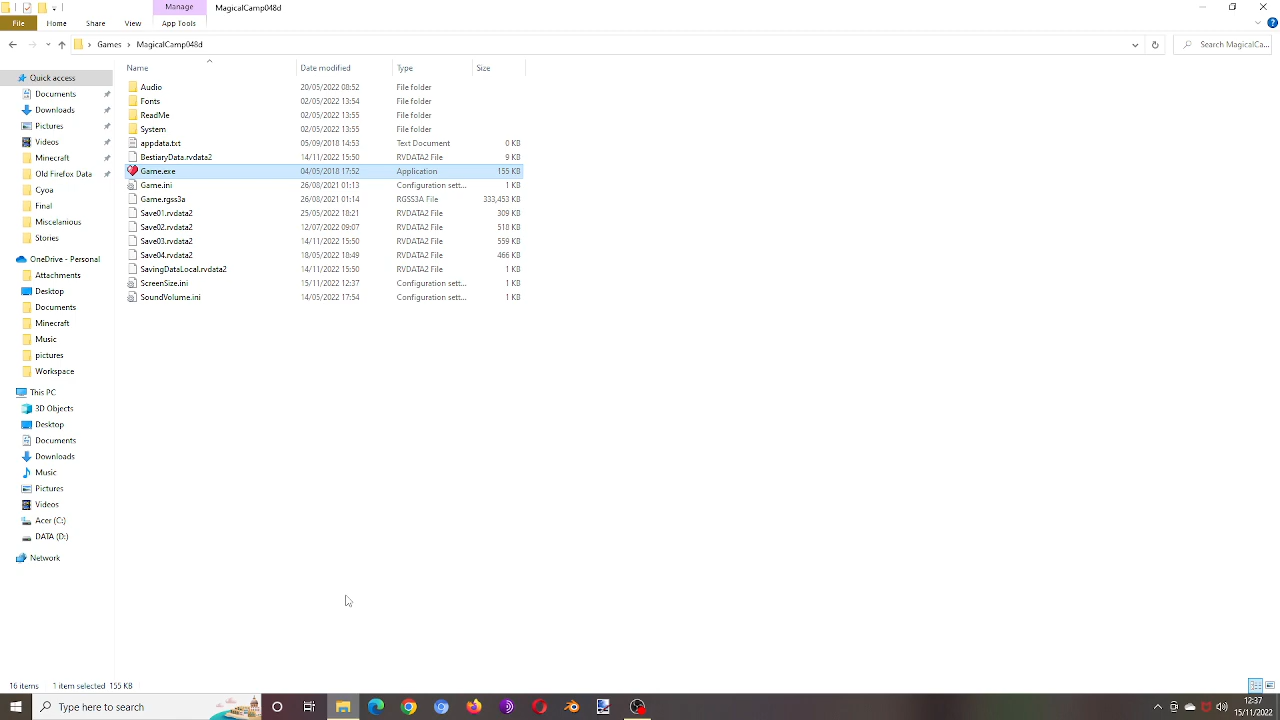 Manage
MagicalCamp048d
File
Home
Share
View
App Tools
Games
MagicalCamp048d
Search MagicalCa...
Name
Date modified
Type
Size
Quick access
Documents
Downloads
Pictures
Videos
Minecraft
Old Firefox Data
Cyoa
Final
Miscelanious
Stories
OneDrive - Personal
Attachments
Desktop
Documents
Minecraft
Music
pictures
Workspace
This PC
3D Objects
Desktop
Documents
Downloads
Music
Pictures
Videos
Acer (C:)
DATA (D:)
Network
Audio 20/05/2022 08:52 File folder
Fonts 02/05/2022 13:54 File folder
ReadMe 02/05/2022 13:55 File folder
System 02/05/2022 13:55 File folder
appdata.txt 05/09/2018 14:53 Text Document 0 KB
BestiaryData.rvdata2 14/11/2022 15:50 RVDATA2 File 9 KB
Game.exe 04/05/2018 17:52 Application 155 KB
Game.ini 26/08/2021 01:13 Configuration sett... 1 KB
Game.rgss3a 26/08/2021 01:14 RGSS3A File 333,453 KB
Save01.rvdata2 25/05/2022 18:21 RVDATA2 File 309 KB
Save02.rvdata2 12/07/2022 09:07 RVDATA2 File 518 KB
Save03.rvdata2 14/11/2022 15:50 RVDATA2 File 559 KB
Save04.rvdata2 18/05/2022 18:49 RVDATA2 File 466 KB
SavingDataLocal.rvdata2 14/11/2022 15:50 RVDATA2 File 1 KB
ScreenSize.ini 15/11/2022 12:37 Configuration sett... 1 KB
SoundVolume.ini 14/05/2022 17:54 Configuration sett... 1 KB
16 items 1 item selected 155 KB
Type here to search
12:37
15/11/2022